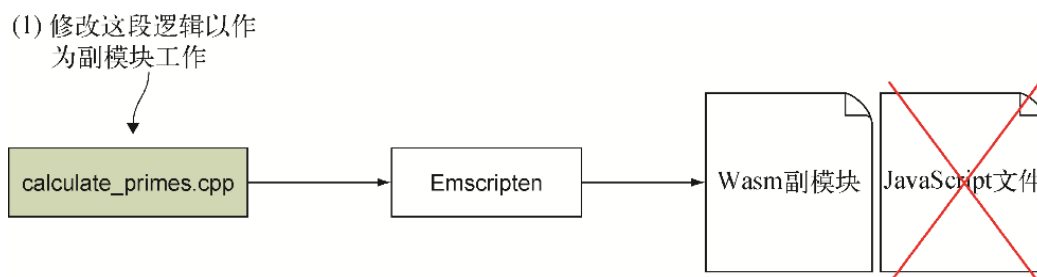 (1) 修改这段逻辑以作
为副模块工作
calculate_primes.cpp
Emscripten
Wasm副模块
JavaScript文件